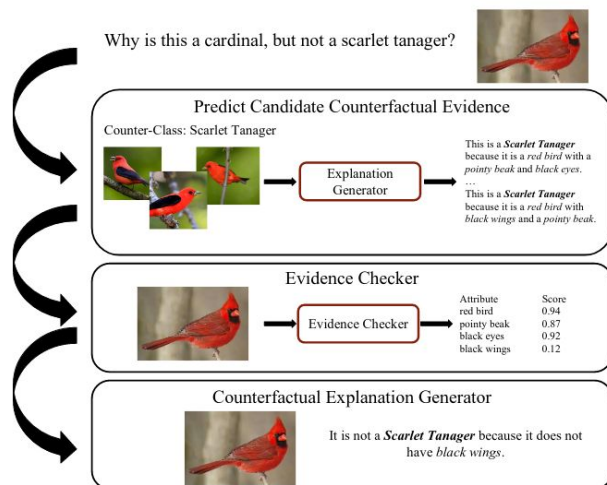 Why is this a cardinal, but not a scarlet tanager?
Predict Candidate Counterfactual Evidence
Counter-Class: Scarlet Tanager
Explanation
Generator
This is a Scarlet Tanager
because it is a red bird with a
pointy beak and black eyes.
…
This is a Scarlet Tanager
because it is a red bird with
black wings and a pointy beak.
Evidence Checker
Evidence Checker
Attribute Score
red bird 0.94
pointy beak 0.87
black eyes 0.92
black wings 0.12
Counterfactual Explanation Generator
It is not a Scarlet Tanager because it does not
have black wings.